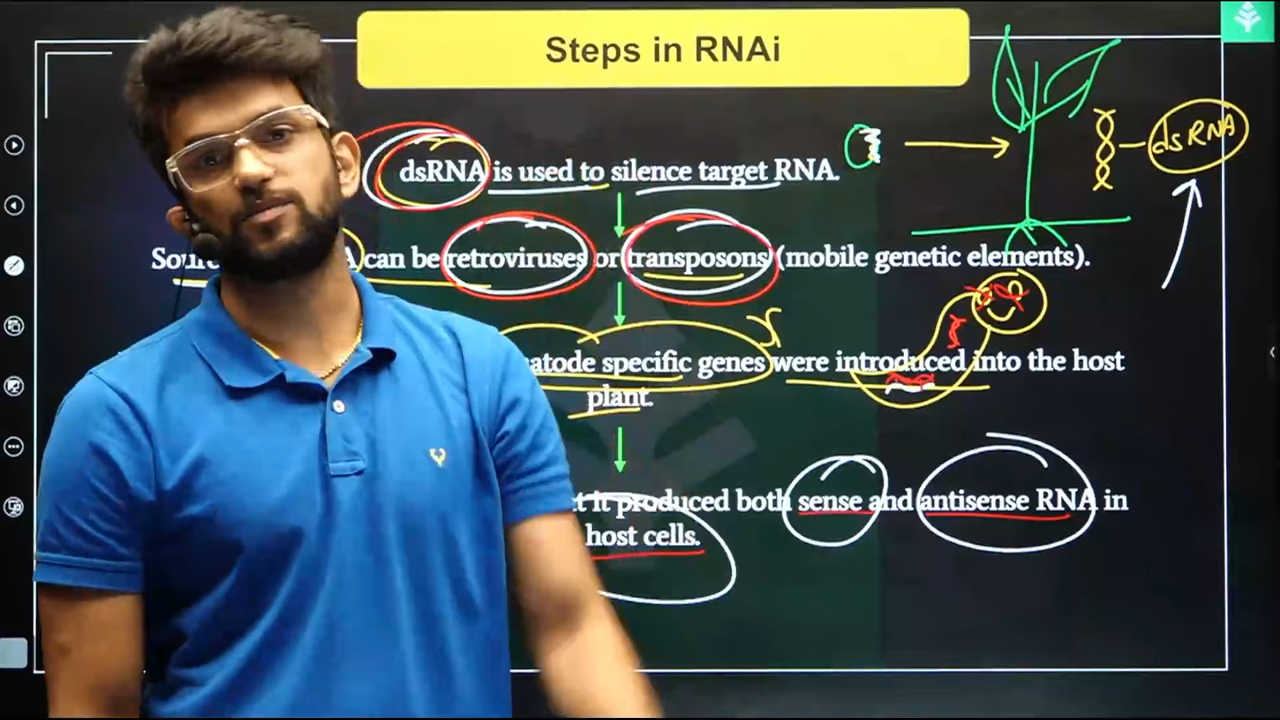 Steps in RNAi
dsRNA is used to silence target RNA.
dsRNA
can be retroviruses or transposons (mobile genetic elements).
specific genes were introduced into the host
plant.
it produced both sense and antisense RNA in
host cells.